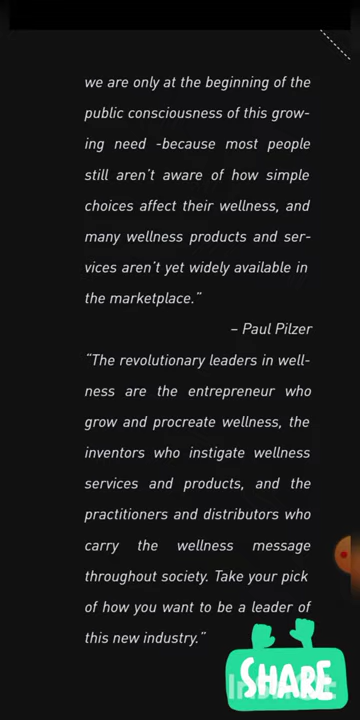 we are only at the beginning of the
public consciousness of this grow-
ing need -because most people
still aren't aware of how simple
choices affect their wellness, and
many wellness products and ser-
vices aren't yet widely available in
the marketplace."
– Paul Pilzer
"The revolutionary leaders in well-
ness are the entrepreneur who
grow and procreate wellness, the
inventors who instigate wellness
services and products, and the
practitioners and distributors who
carry the wellness message
throughout society. Take your pick
of how you want to be a leader of
this new industry."
SHARE